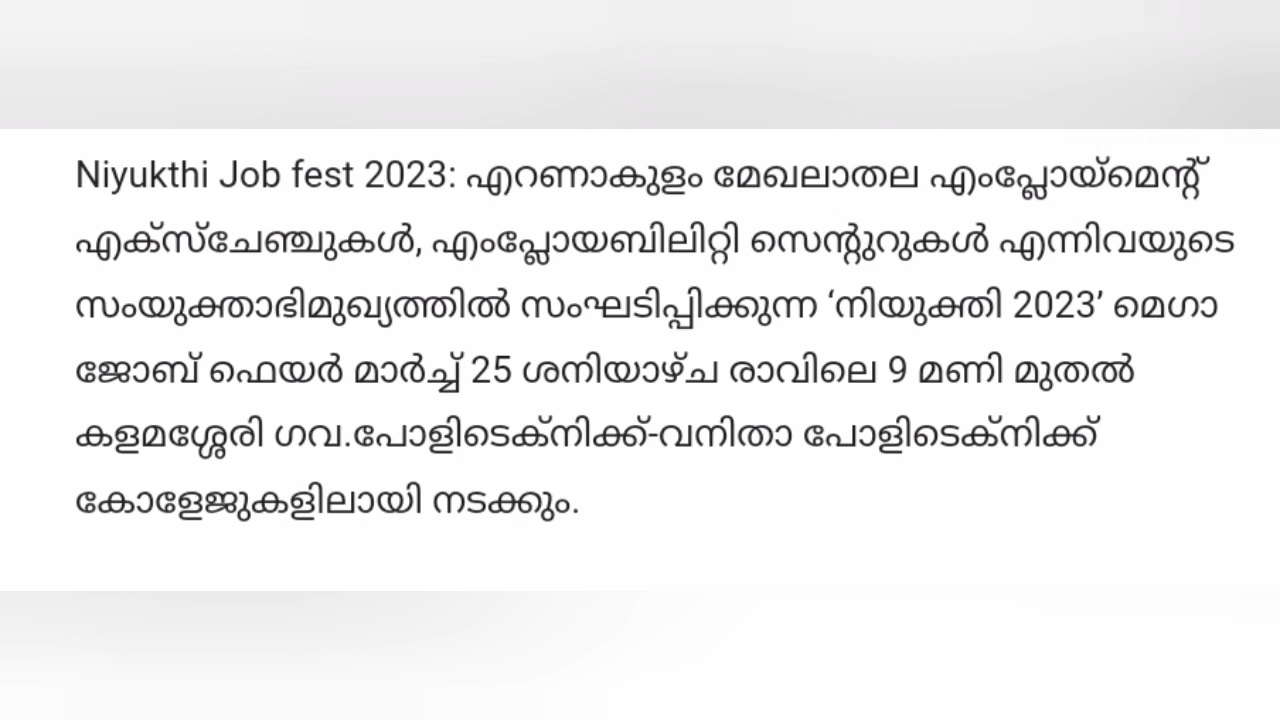 Niyukthi Job fest 2023: എറണാകുളം മേഖലാതല എംപ്ലോയ്മെന്റ്
എക്സ്ചേഞ്ചുകൾ, എംപ്ലോയബിലിറ്റി സെന്റുറുകൾ എന്നിവയുടെ
സംയുക്താഭിമുഖ്യത്തിൽ സംഘടിപ്പിക്കുന്ന ‘നിയുക്തി 2023’ മെഗാ
ജോബ് ഫെയർ മാർച്ച് 25 ശനിയാഴ്ച രാവിലെ 9 മണി മുതൽ
കളമശ്ശേരി ഗവ.പോളിടെക്നിക്ക്-വനിതാ പോളിടെക്നിക്ക്
കോളേജുകളിലായി നടക്കും.